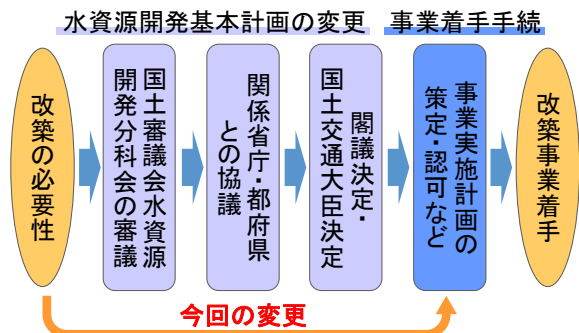 水資源開発基本計画の変更
事業着手手続
改築の必要性
国土審議会水資源
開発分科会の審議
関係省庁・都府県
との協議
閣議決定・
国土交通大臣決定
事業実施計画の
策定・認可など
改築事業着手
今回の変更